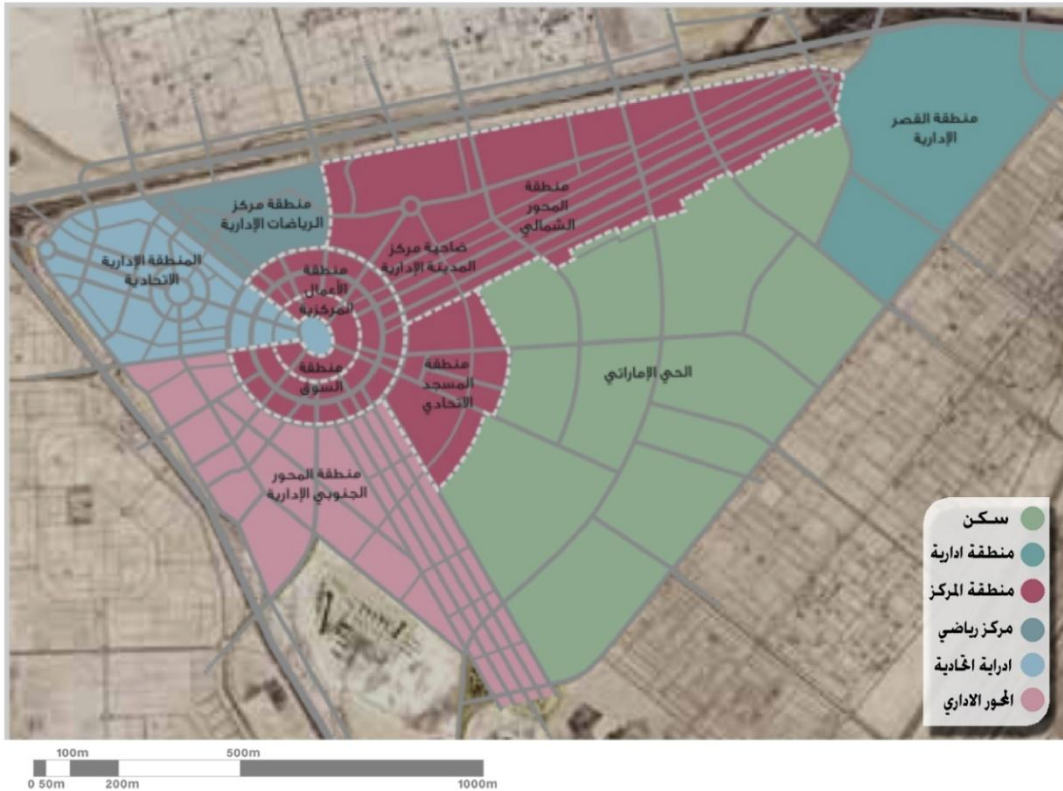 منطقة القصر
الإدارية
منطقة
المحور
الشمالي
منطقة مركز
الرياضات الإدارية
ضاحية مركز
المدينة الإدارية
المنطقة الإدارية
الاتحادية
منطقة
الأعمال
المركزية
منطقة
السوق
منطقة
المسجد
الاتحادي
الحي الإماراتي
منطقة المحور
الجنوبي الإدارية
سكن
منطقة ادارية
منطقة المركز
مركز رياضي
ادراية اتحادية
المحور الاداري
100m 500m
0 50m 200m 1000m